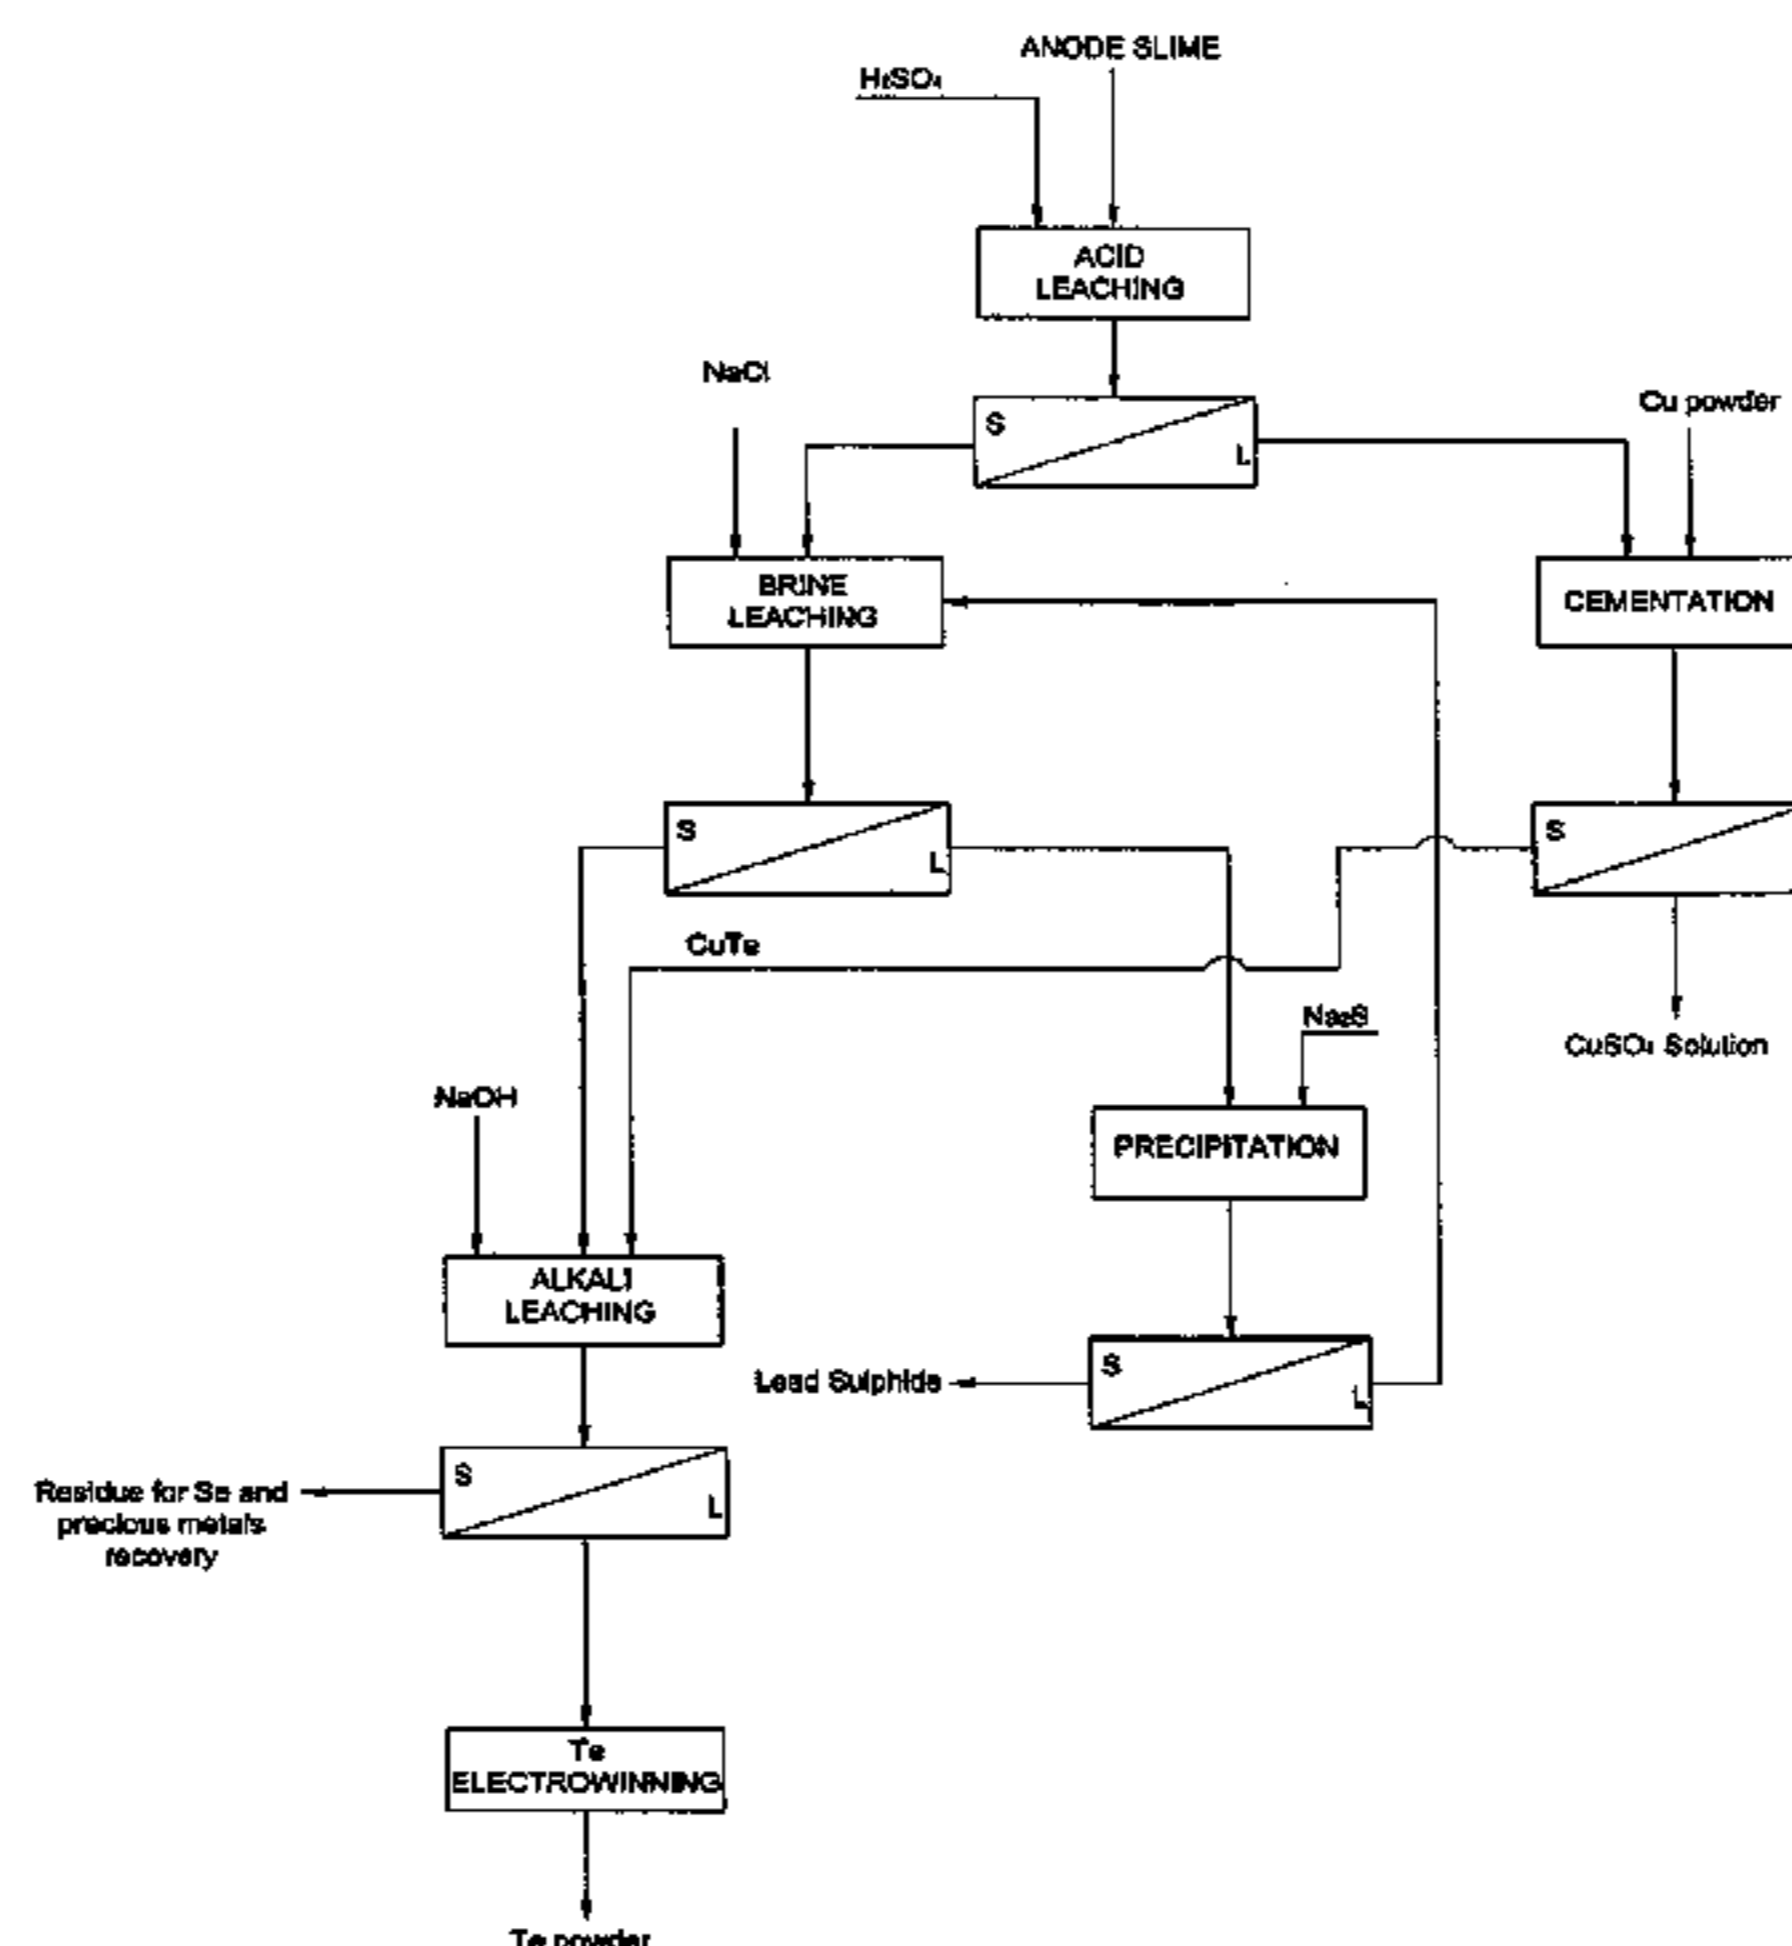 ANODE SLIME
H₂SO₄
ACID
LEACHING
NaCl
S
L
Cu powder
BRINE
LEACHING
CEMENTATION
S
L
S
CuTe
Na₂S
CuSO₄ Solution
NaOH
PRECIPITATION
ALKALI
LEACHING
S
L
Lead Sulphide
S
L
Residue for Se and
precious metals
recovery
Te
ELECTROWINNING
Te powder